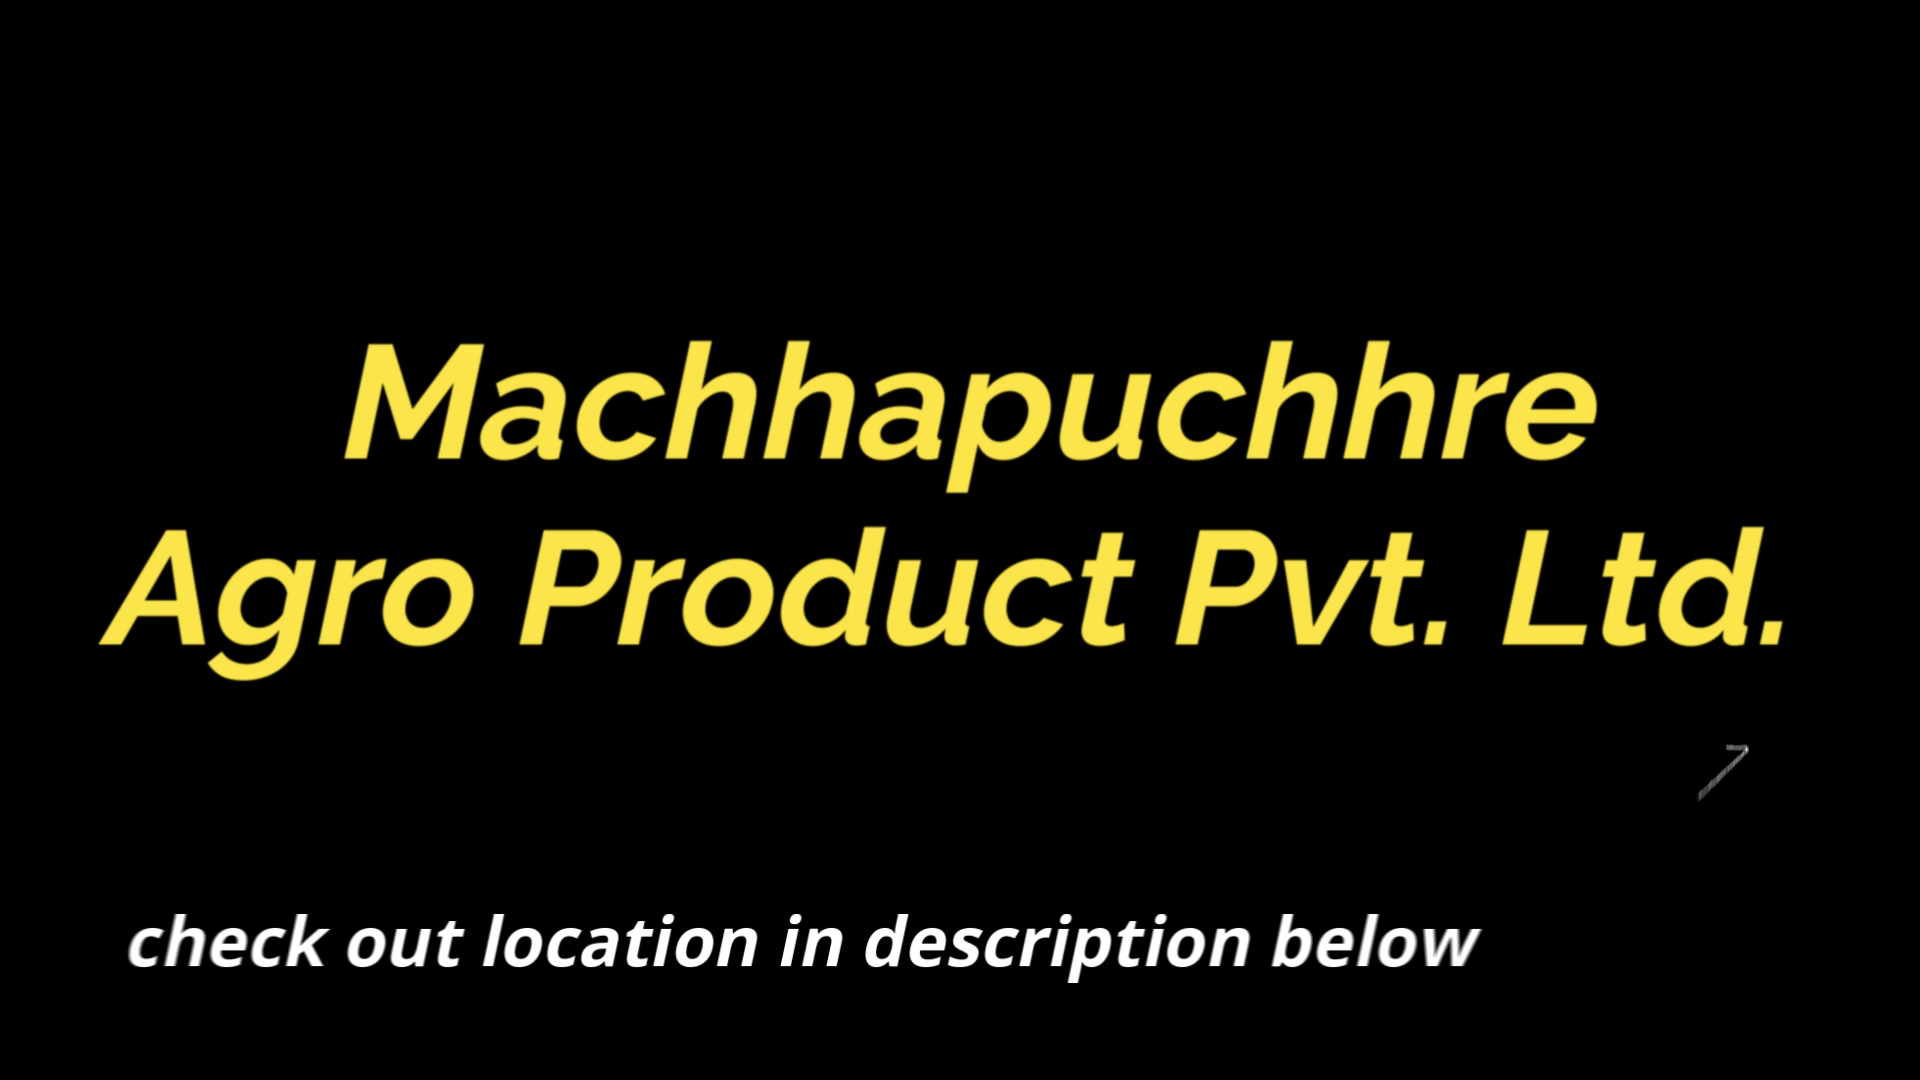 Machhapuchhre
Agro Product Pvt. Ltd.
check out location in description below